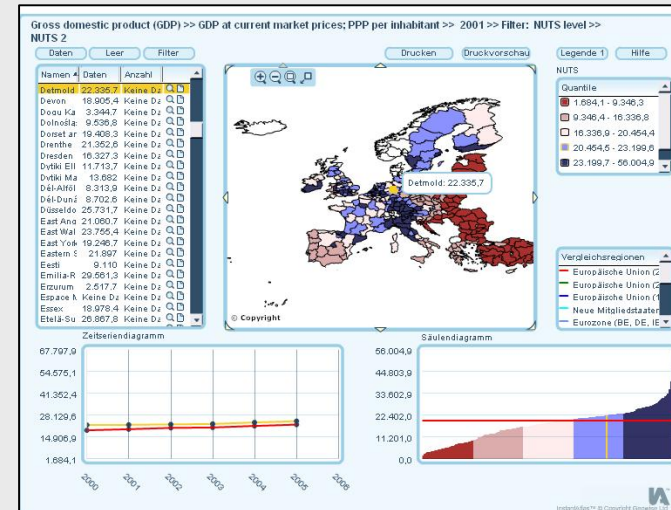 Gross domestic product (GDP) >> GDP at current market prices; PPP per inhabitant >> 2001 >> Filter: NUTS level >>
NUTS 2
Daten Leer Filter Drucken Druckvorschau Legende 1) Hilfe
Namen Daten Anzahl
Detmold 22.335,7 Keine Da
Devon 18.905,4 Keine Da
Dogu Ka 3.344,7 Keine Da
Dolnośląs 9.536,8 Keine Da
Dorset an 19.408,3 Keine Da
Drenthe 21.352,6 Keine Da
Dresden 16.327,3 Keine Da
Dytiki Ell 11.713,7 Keine Da
Dytiki Ma 13.682 Keine Da
Dél-Alföl 8.313,9 Keine Da
Dél-Duná 8.702,6 Keine Da
Düsseldo 25.731,7 Keine Da
East Ang 21.060,7 Keine Da
East Wal 23.755,4 Keine Da
East York 19.246,7 Keine Da
Eastern S 21.897 Keine Da
Eesti 9.110 Keine Da
Emilia-R 29.561,3 Keine Da
Erzurum 2.517,7 Keine Da
Espace M Keine Da Keine Da
Essex 18.978,4 Keine Da
Etelä-Su 26.867,8 Keine Da
Detmold: 22.335,7
© Copyright
NUTS
Quantile
1.684,1 - 9.346,3
9.346,4 - 16.336,8
16.336,9 - 20.454,4
20.454,5 - 23.199,6
23.199,7 - 56.004,9
Vergleichsregionen
Europäische Union (2
Europäische Union (2
Europäische Union (1
Neue Mitgliedstaaten
Eurozone (BE, DE, IE
Zeitseriendiagramm
67.797,9
54.575,1
41.352,4
28.129,6
14.906,9
1.684,1
2000 2001 2002 2003 2004 2005 2006
Säulendiagramm
56.004,9
44.803,9
33.602,9
22.402,0
11.201,0
0,0
InstantAtlas™ © Copyright Geowise Ltd